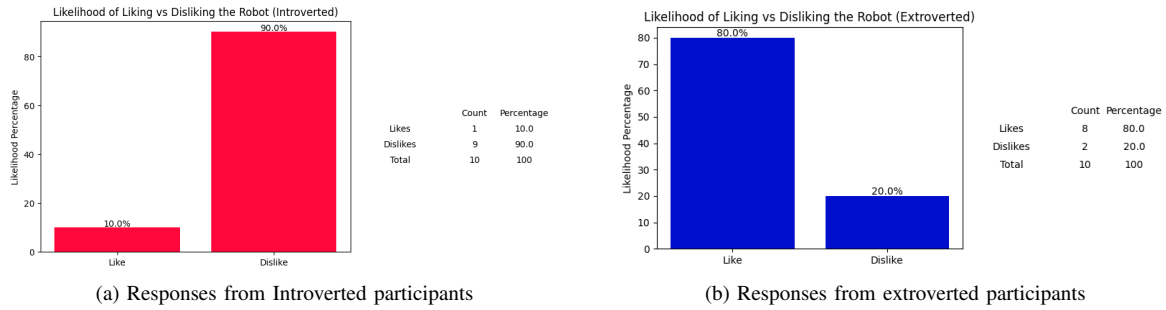 Likelihood of Liking vs Disliking the Robot (Introverted)
Likelihood Percentage
80
60
40
20
0
10.0%
90.0%
Like Dislike
Count Percentage
Likes 1 10.0
Dislikes 9 90.0
Total 10 100
(a) Responses from Introverted participants
Likelihood of Liking vs Disliking the Robot (Extroverted)
Likelihood Percentage
80
70
60
50
40
30
20
10
0
80.0%
20.0%
Like Dislike
Count Percentage
Likes 8 80.0
Dislikes 2 20.0
Total 10 100
(b) Responses from extroverted participants